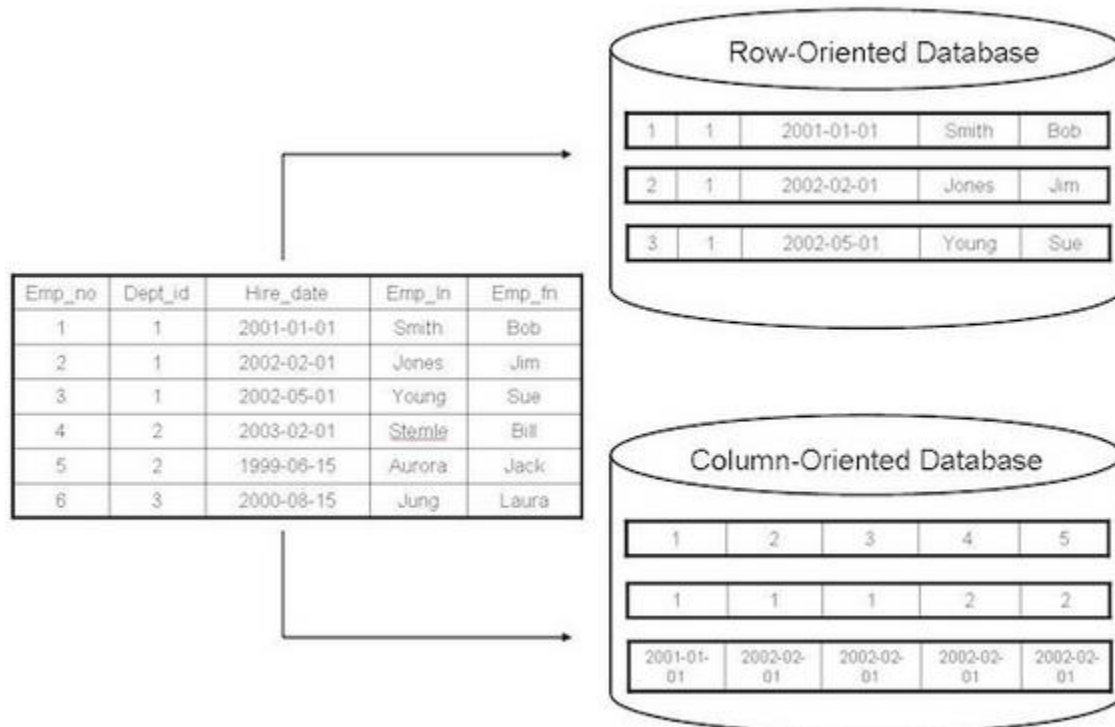 Row-Oriented Database
1 1 2001-01-01 Smith Bob
2 1 2002-02-01 Jones Jim
3 1 2002-05-01 Young Sue
Emp_no Dept_id Hire_date Emp_ln Emp_fn
1 1 2001-01-01 Smith Bob
2 1 2002-02-01 Jones Jim
3 1 2002-05-01 Young Sue
4 2 2003-02-01 Stemle Bill
5 2 1999-06-15 Aurora Jack
6 3 2000-08-15 Jung Laura
Column-Oriented Database
1 2 3 4 5
1 1 1 2 2
2001-01- 2002-02- 2002-02- 2002-02- 2002-02-
01 01 01 01 01